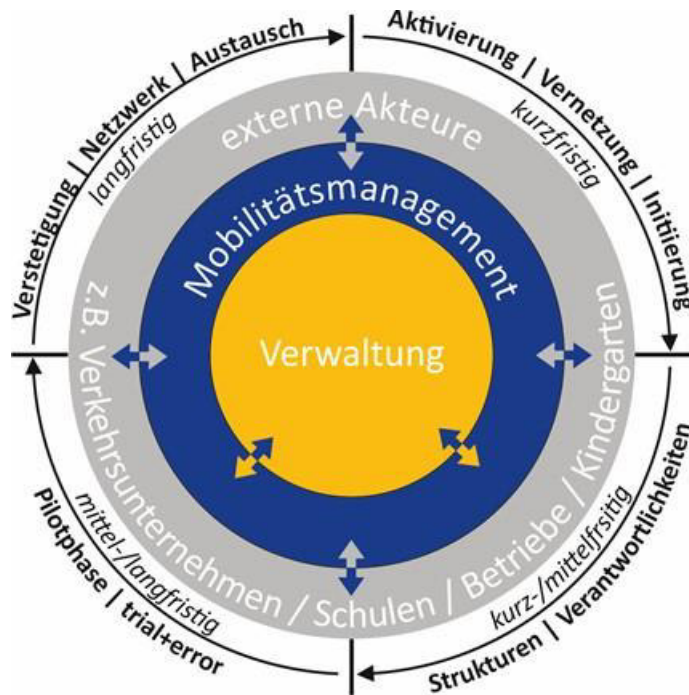 Verstetigung | Netzwerk | Austausch
langfristig
Aktivierung | Vernetzung | Initiierung
kurzfristig
externe Akteure
Mobilitätsmanagement
Verwaltung
z.B. Verkehrsunternehmen / Schulen / Betriebe / Kindergarten
mittel-/langfristig
Pilotphase | trial+error
kurz-/mittelfrsitig
Strukturen | Verantwortlichkeiten